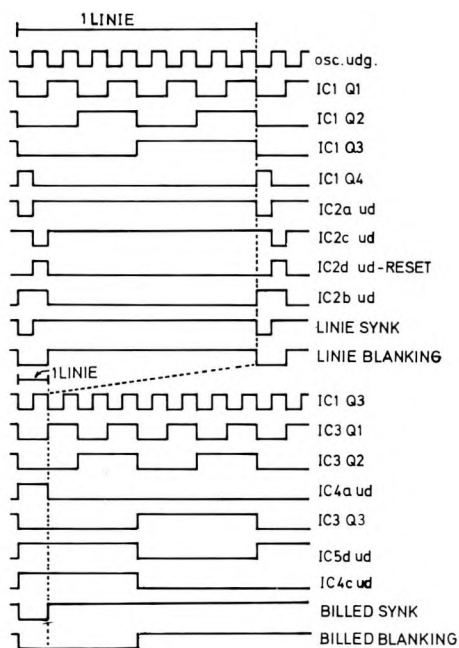 1 LINIE
osc.udg.
IC1 Q1
IC1 Q2
IC1 Q3
IC1 Q4
IC2a ud
IC2c ud
IC2d ud-RESET
IC2b ud
LINIE SYNK
LINIE BLANKING
1LINIE
IC1 Q3
IC3 Q1
IC3 Q2
IC4a ud
IC3 Q3
IC5d ud
IC4c ud
BILLED SYNK
BILLED BLANKING